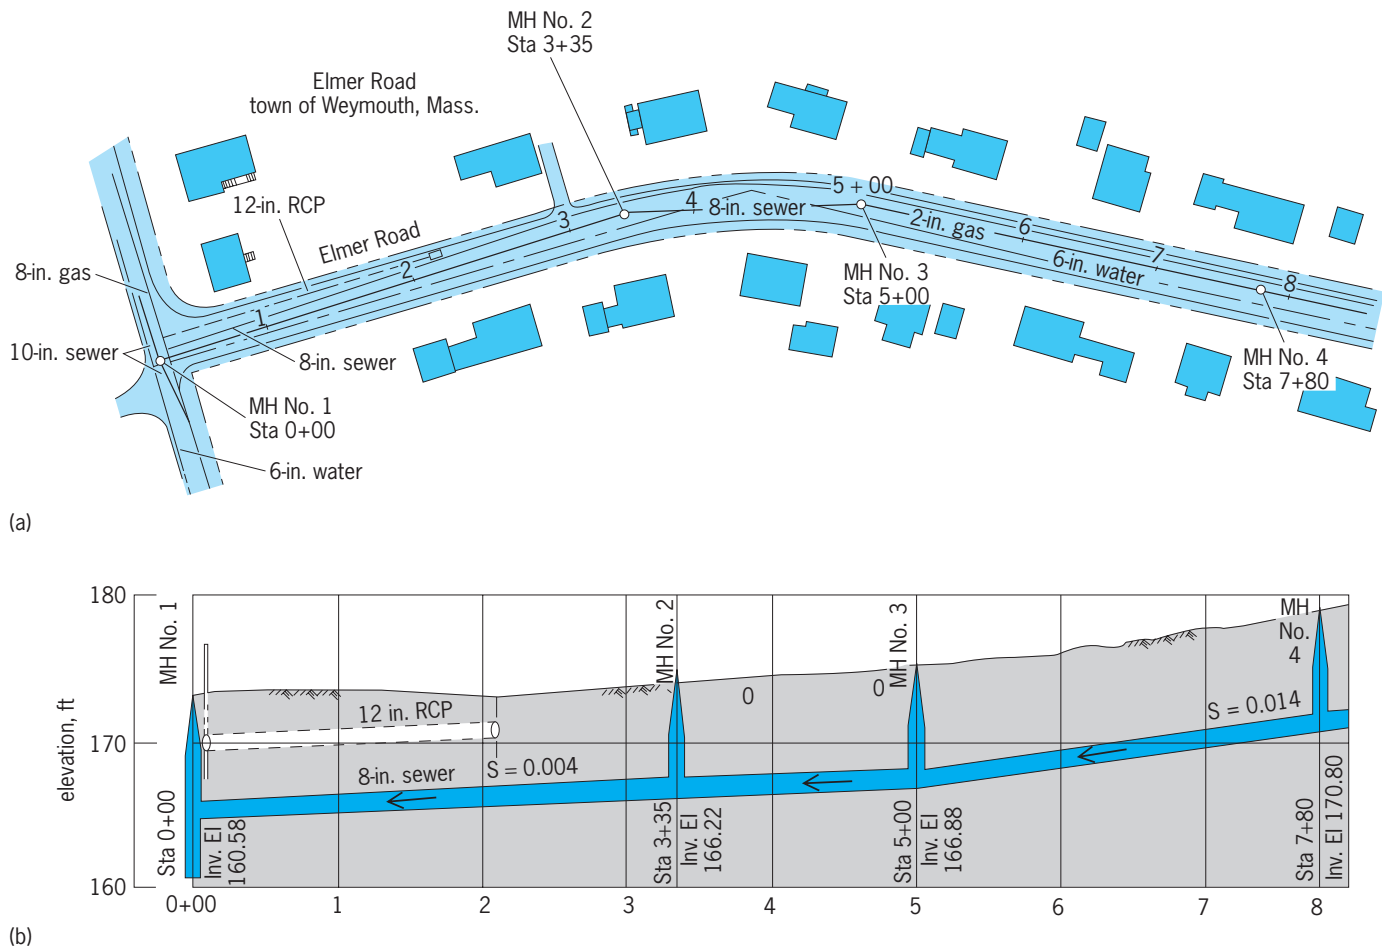 MH No. 2
Sta 3+35
Elmer Road
town of Weymouth, Mass.
12-in. RCP
Elmer Road
8-in. gas
10-in. sewer
8-in. sewer
MH No. 1
Sta 0+00
6-in. water
1
2
3
4
8-in. sewer
5 + 00
2-in. gas
6
6-in. water
7
8
MH No. 3
Sta 5+00
MH No. 4
Sta 7+80
(a)
elevation, ft
180
170
160
MH No. 1
MH No. 2
MH No. 3
MH
No.
4
12 in. RCP
8-in. sewer
S = 0.004
0
0
S = 0.014
Sta 0+00
Inv. El
160.58
Sta 3+35
Inv. El
166.22
Sta 5+00
Inv. El
166.88
Sta 7+80
Inv. El 170.80
0+00
1
2
3
4
5
6
7
8
(b)